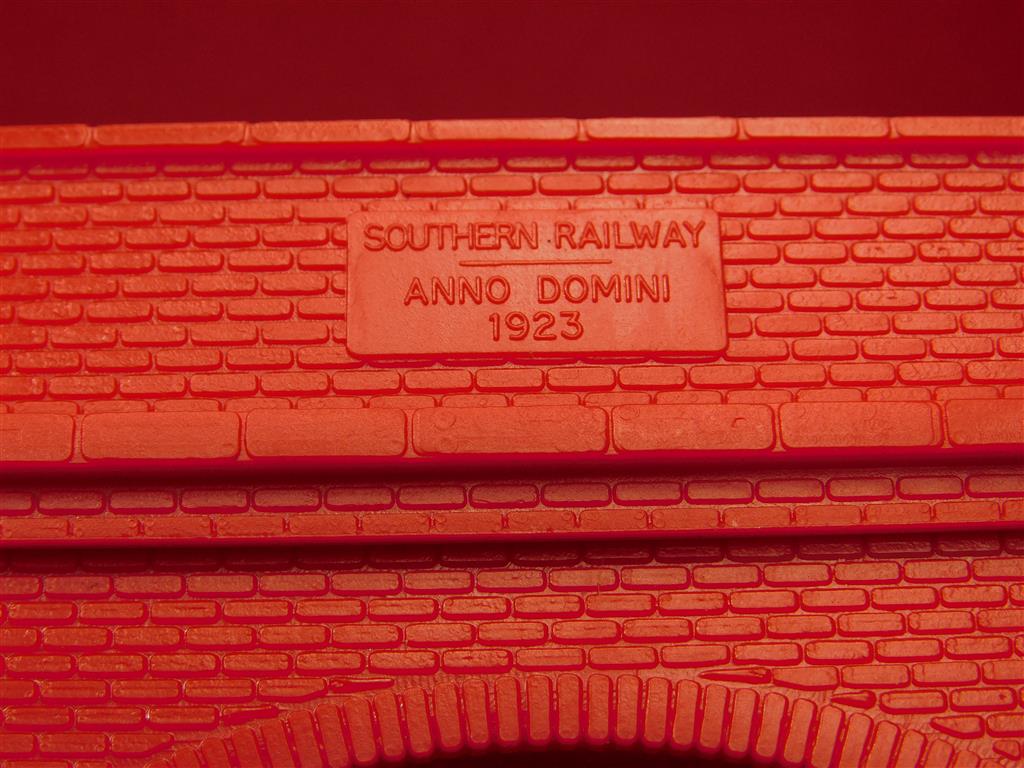 SOUTHERN RAILWAY
ANNO DOMINI
1923